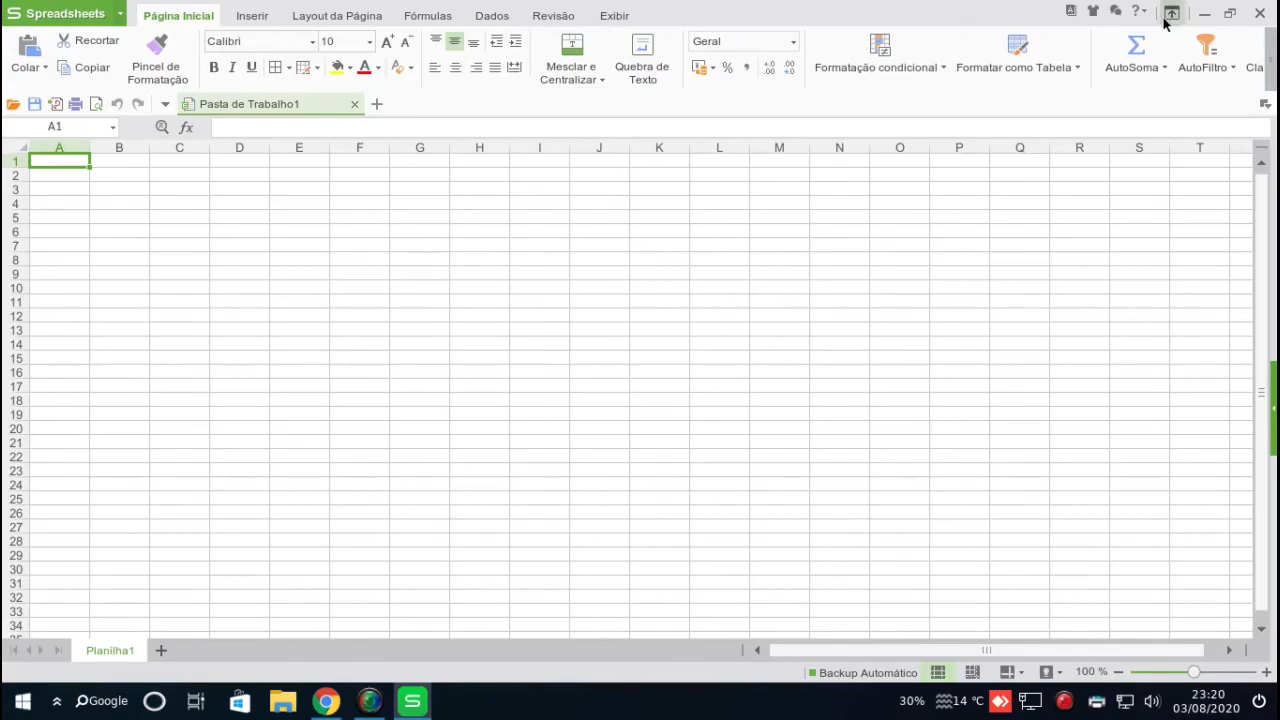 Spreadsheets
Página Inicial
Inserir
Layout da Página
Fórmulas
Dados
Revisão
Exibir
Colar
Recortar
Copiar
Pincel de
Formatação
Calibri
10
B I U
Mesclar e
Centralizar
Quebra de
Texto
Geral
Formatação condicional
Formatar como Tabela
AutoSoma
AutoFiltro
Cla
Pasta de Trabalho1
A1
fx
A B C D E F G H I J K L M N O P Q R S T
1
2
3
4
5
6
7
8
9
10
11
12
13
14
15
16
17
18
19
20
21
22
23
24
25
26
27
28
29
30
31
32
33
34
35
Planilha1
Backup Automático
100 %
Google
30%
14 °C
23:20
03/08/2020